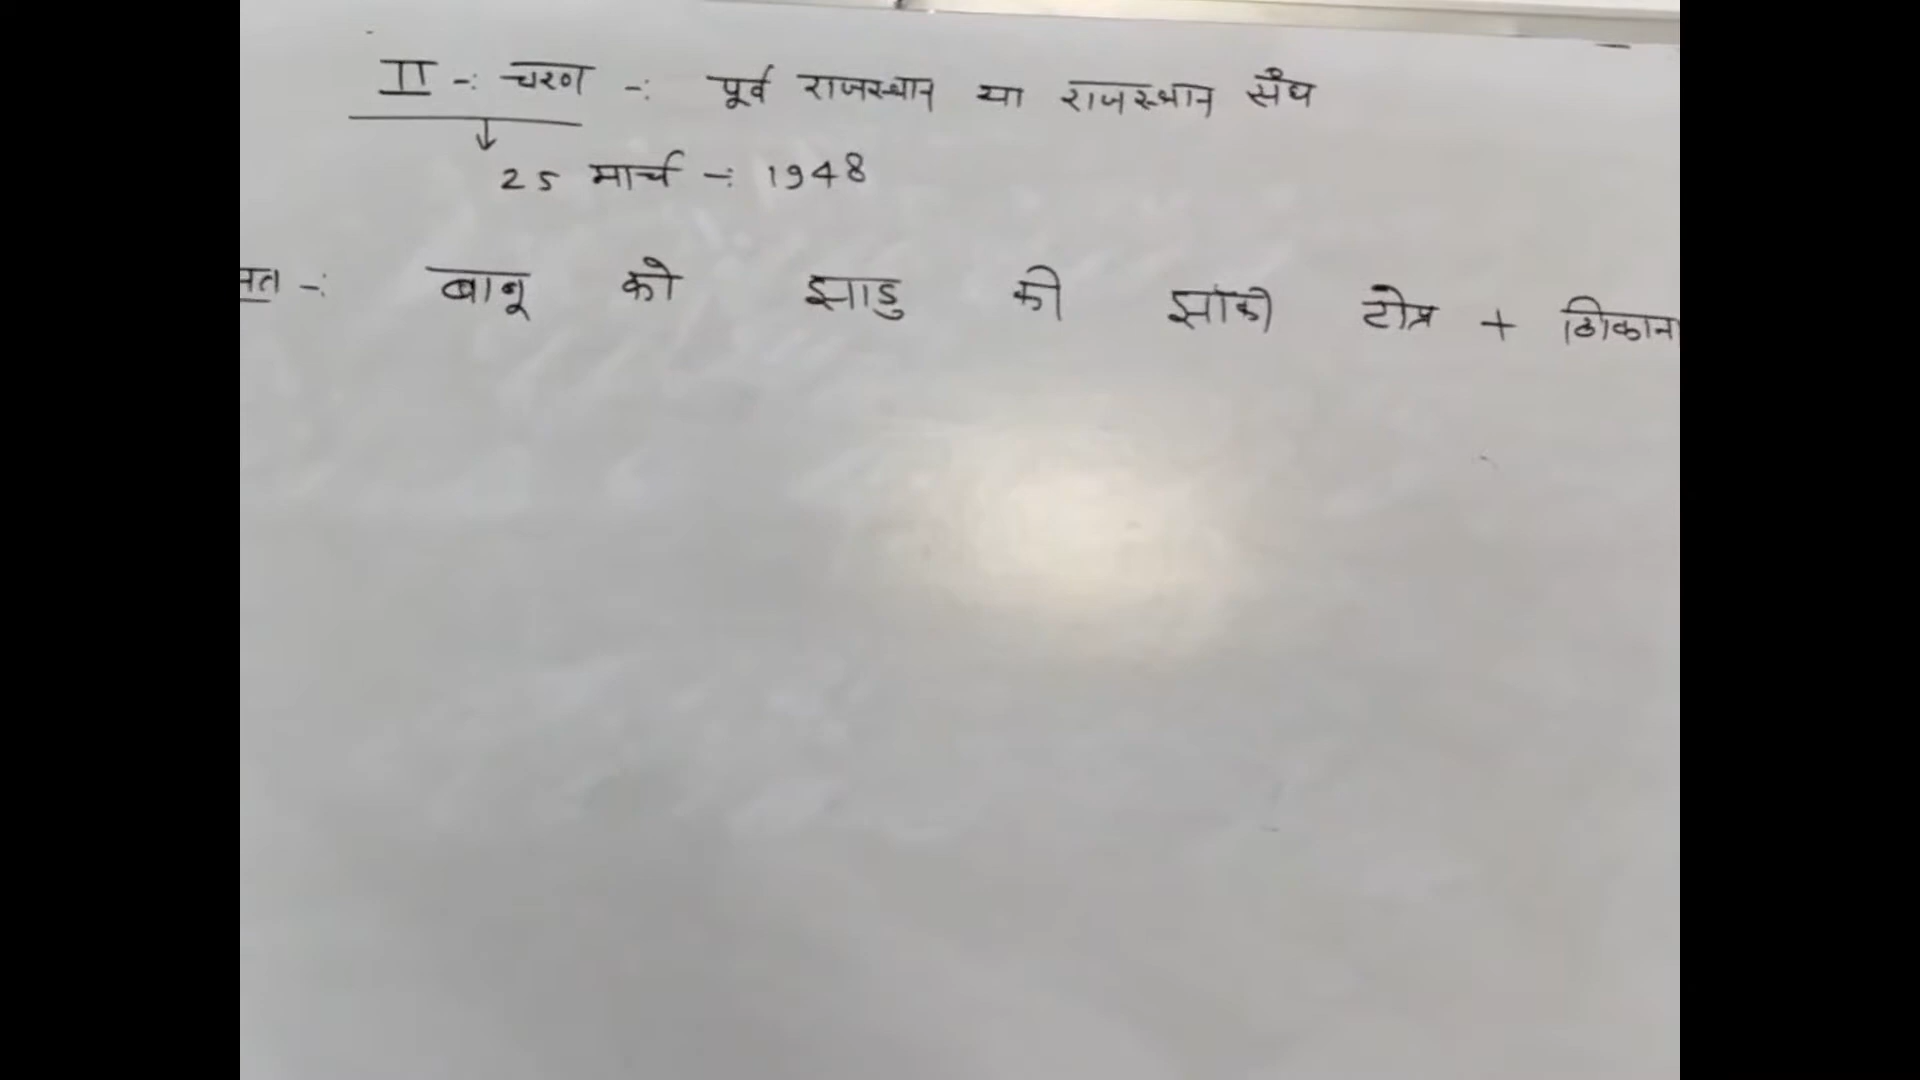 II -: चरण -: पूर्व राजस्थान या राजस्थान संघ
25 मार्च -: 1948
बाबू को झाडु की झांकी टोप्र + ठिकान